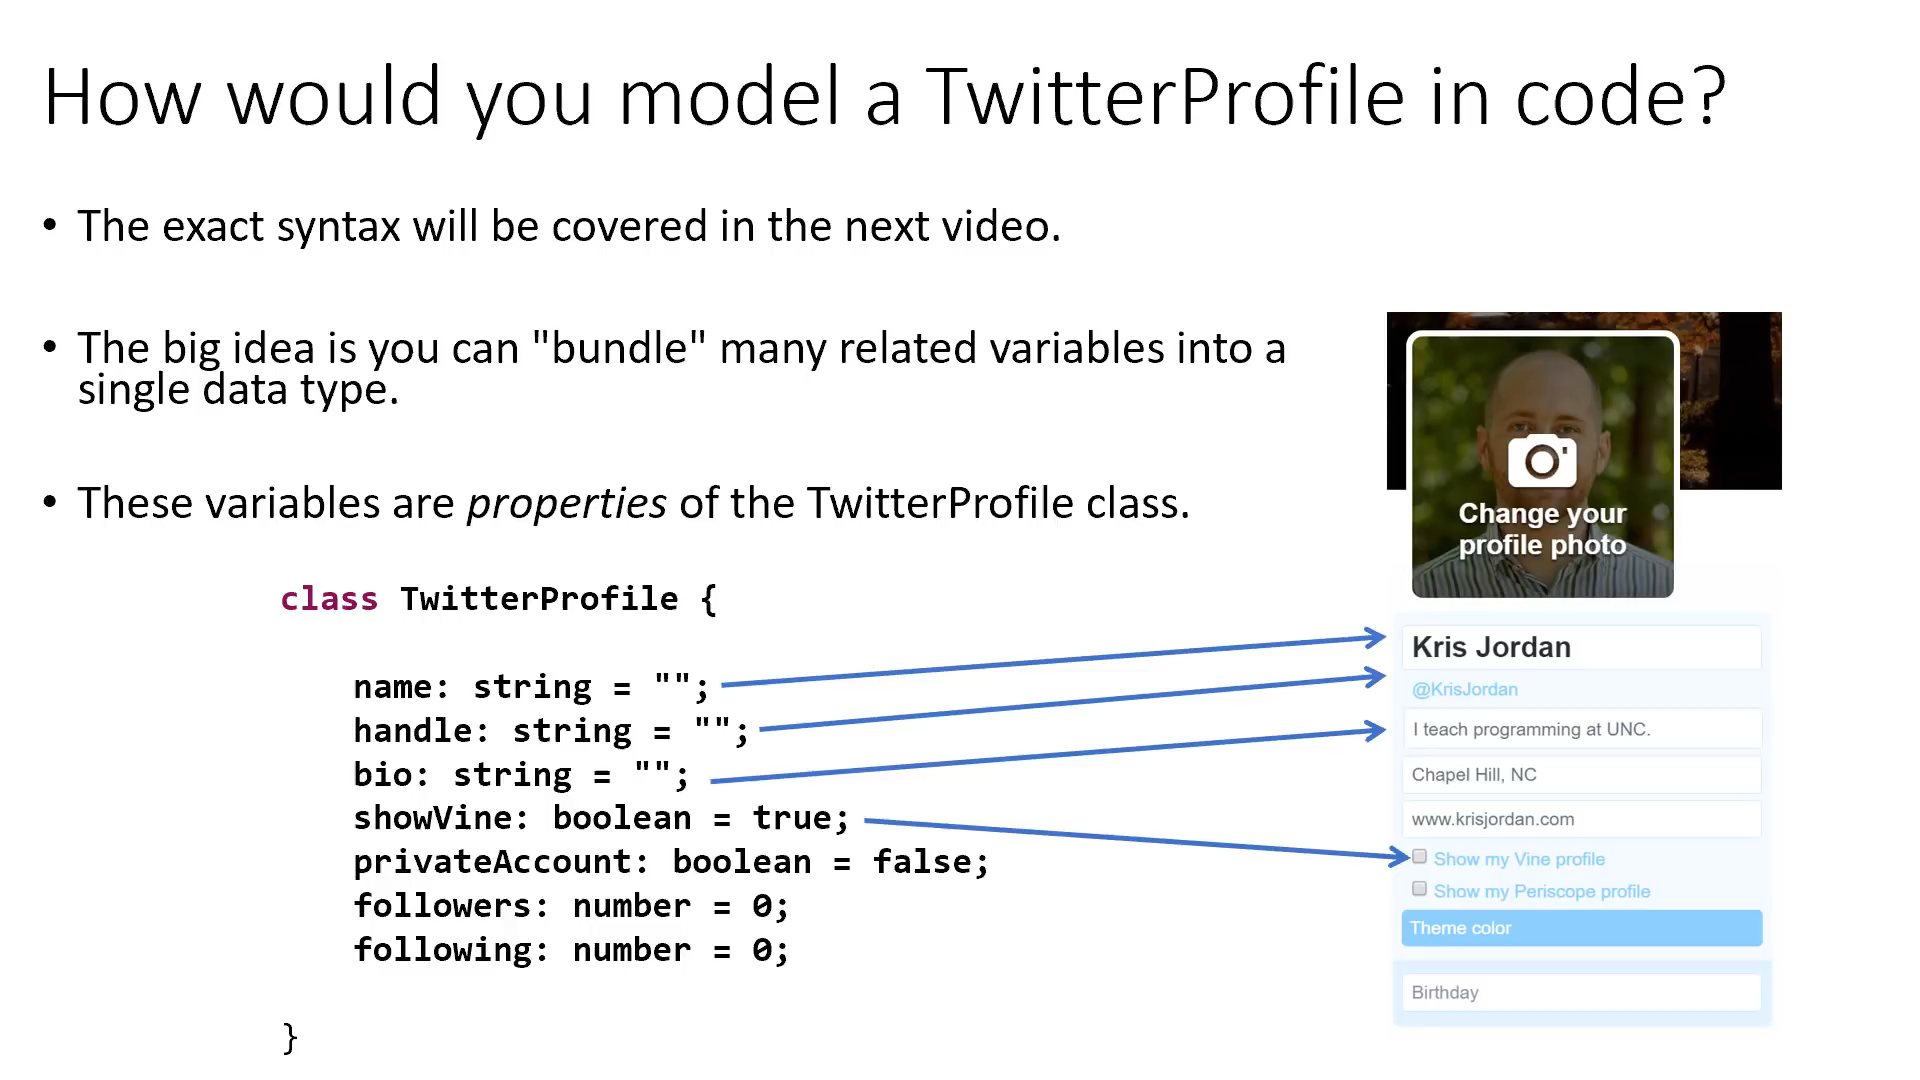 How would you model a TwitterProfile in code?
• The exact syntax will be covered in the next video.
• The big idea is you can "bundle" many related variables into a
single data type.
• These variables are properties of the TwitterProfile class.
class TwitterProfile {
name: string = "";
handle: string = "";
bio: string = "";
showVine: boolean = true;
privateAccount: boolean = false;
followers: number = 0;
following: number = 0;
}
Change your
profile photo
Kris Jordan
@KrisJordan
I teach programming at UNC.
Chapel Hill, NC
www.krisjordan.com
Show my Vine profile
Show my Periscope profile
Theme color
Birthday